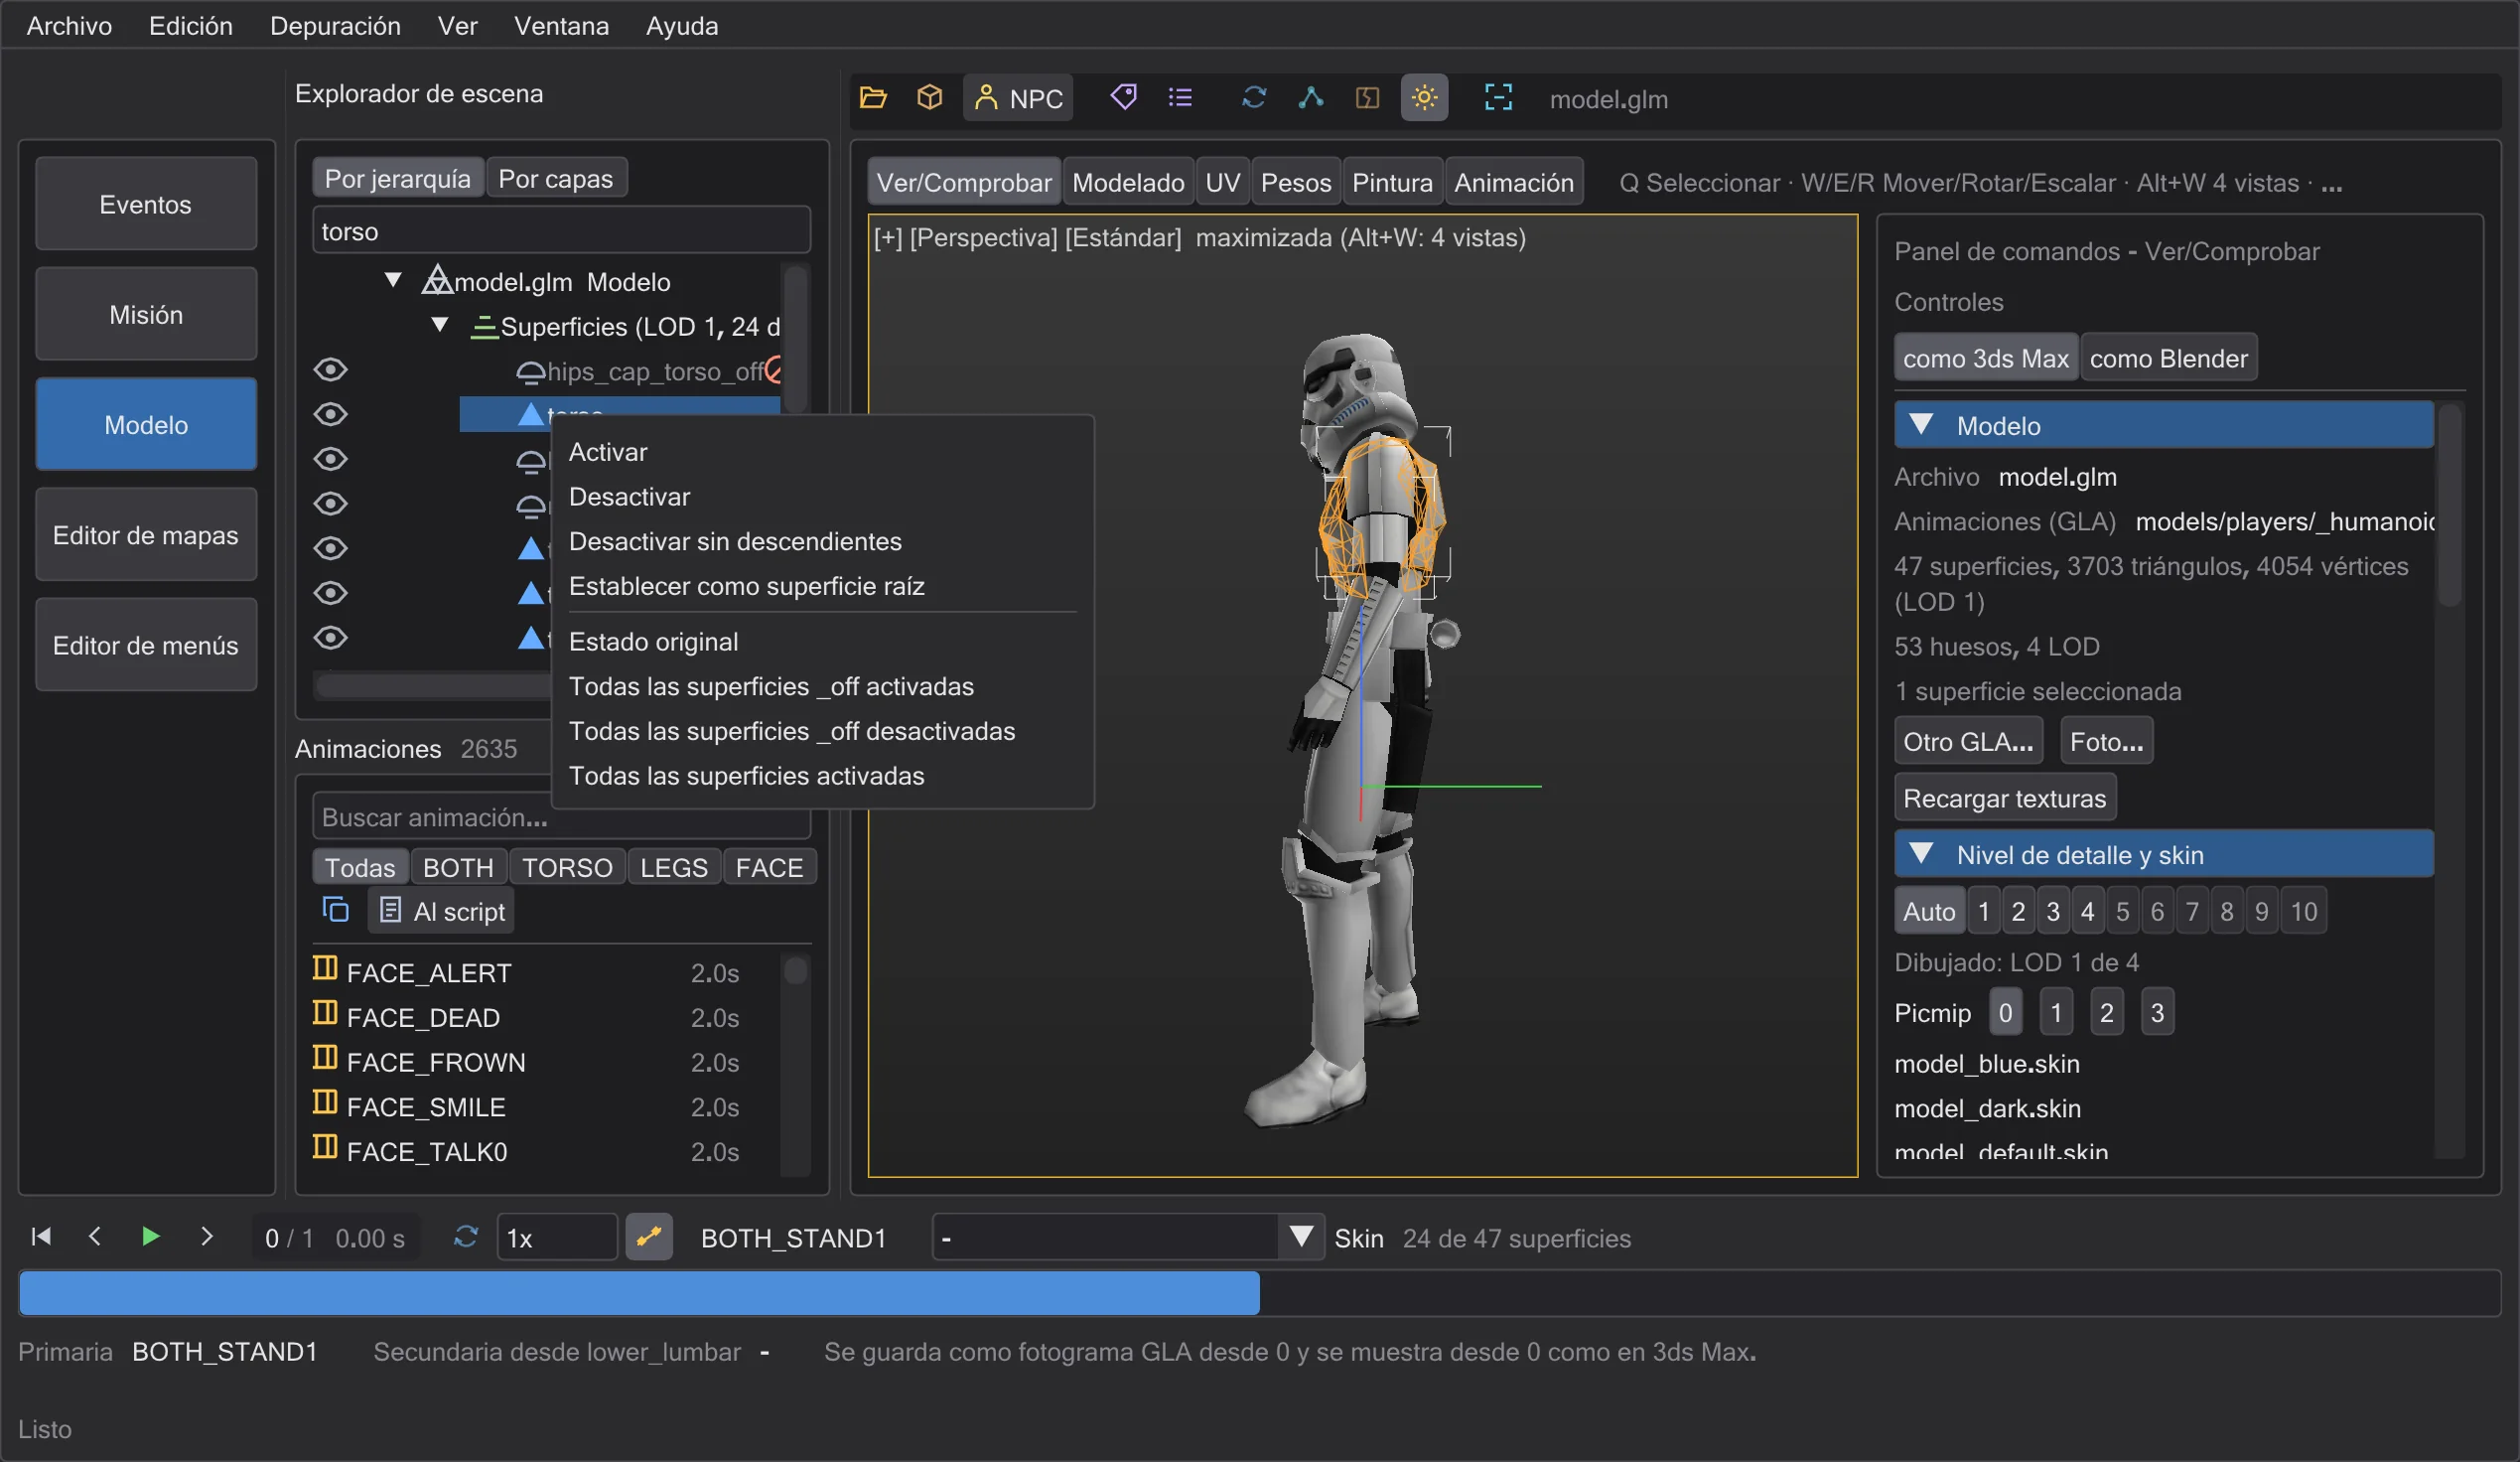 Archivo Edición Depuración Ver Ventana Ayuda
Explorador de escena
NPC
model.glm
Eventos
Misión
Modelo
Editor de mapas
Editor de menús
Por jerarquía Por capas
torso
model.glm Modelo
Superficies (LOD 1, 24 d
hips_cap_torso_off
Activar
Desactivar
Desactivar sin descendientes
Establecer como superficie raíz
Estado original
Todas las superficies _off activadas
Todas las superficies _off desactivadas
Todas las superficies activadas
Animaciones 2635
Buscar animación...
Todas BOTH TORSO LEGS FACE
AI script
FACE_ALERT 2.0s
FACE_DEAD 2.0s
FACE_FROWN 2.0s
FACE_SMILE 2.0s
FACE_TALK0 2.0s
Ver/Comprobar Modelado UV Pesos Pintura Animación Q Seleccionar · W/E/R Mover/Rotar/Escalar · Alt+W 4 vistas · ...
[+] [Perspectiva] [Estándar] maximizada (Alt+W: 4 vistas)
Panel de comandos - Ver/Comprobar
Controles
como 3ds Max como Blender
Modelo
Archivo model.glm
Animaciones (GLA) models/players/_humanoid
47 superficies, 3703 triángulos, 4054 vértices
(LOD 1)
53 huesos, 4 LOD
1 superficie seleccionada
Otro GLA... Foto...
Recargar texturas
Nivel de detalle y skin
Auto 1 2 3 4 5 6 7 8 9 10
Dibujado: LOD 1 de 4
Picmip 0 1 2 3
model_blue.skin
model_dark.skin
model_default.skin
0 / 1 0.00 s 1x BOTH_STAND1 - Skin 24 de 47 superficies
Primaria BOTH_STAND1 Secundaria desde lower_lumbar - Se guarda como fotograma GLA desde 0 y se muestra desde 0 como en 3ds Max.
Listo